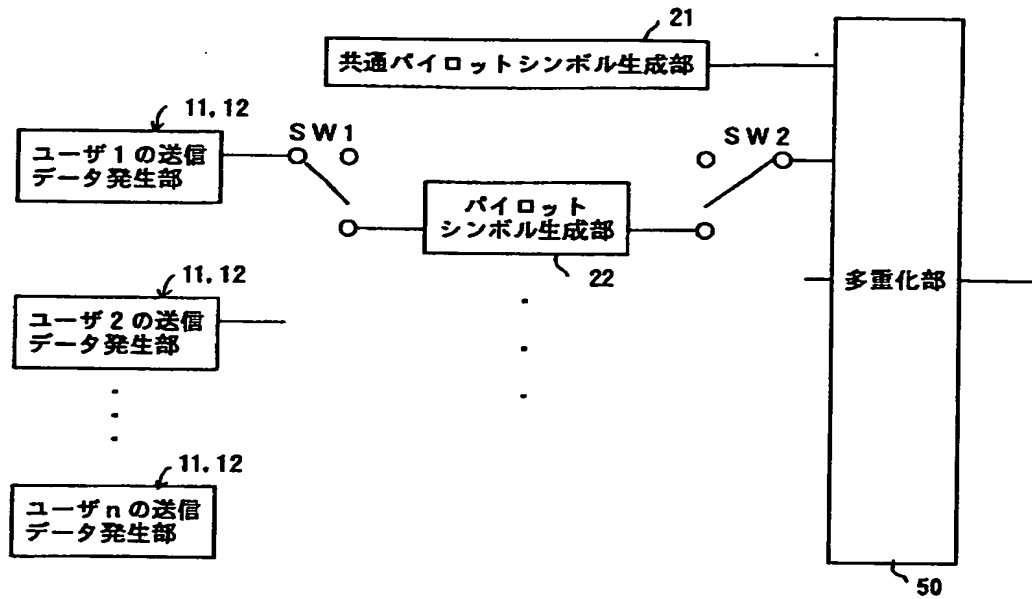 21
共通パイロットシンボル生成部
11,12
SW1
SW2
ユーザ1の送信
データ発生部
パイロット
シンボル生成部
22
多重化部
11,12
ユーザ2の送信
データ発生部
11,12
ユーザnの送信
データ発生部
50